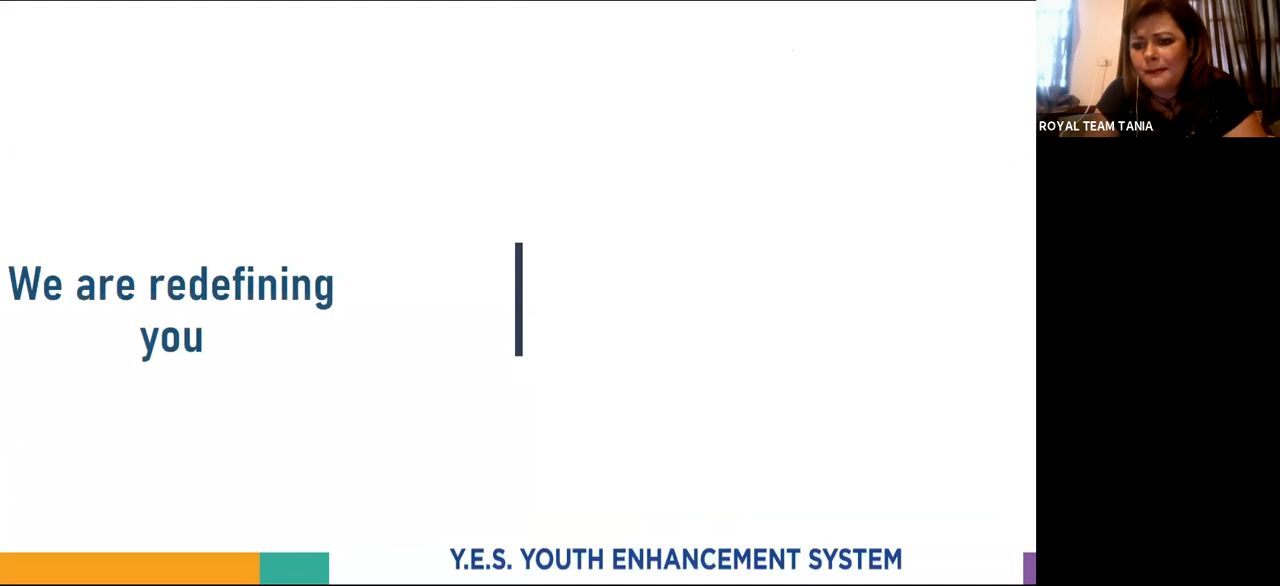 We are redefining
you
Y.E.S. YOUTH ENHANCEMENT SYSTEM
ROYAL TEAM TANIA